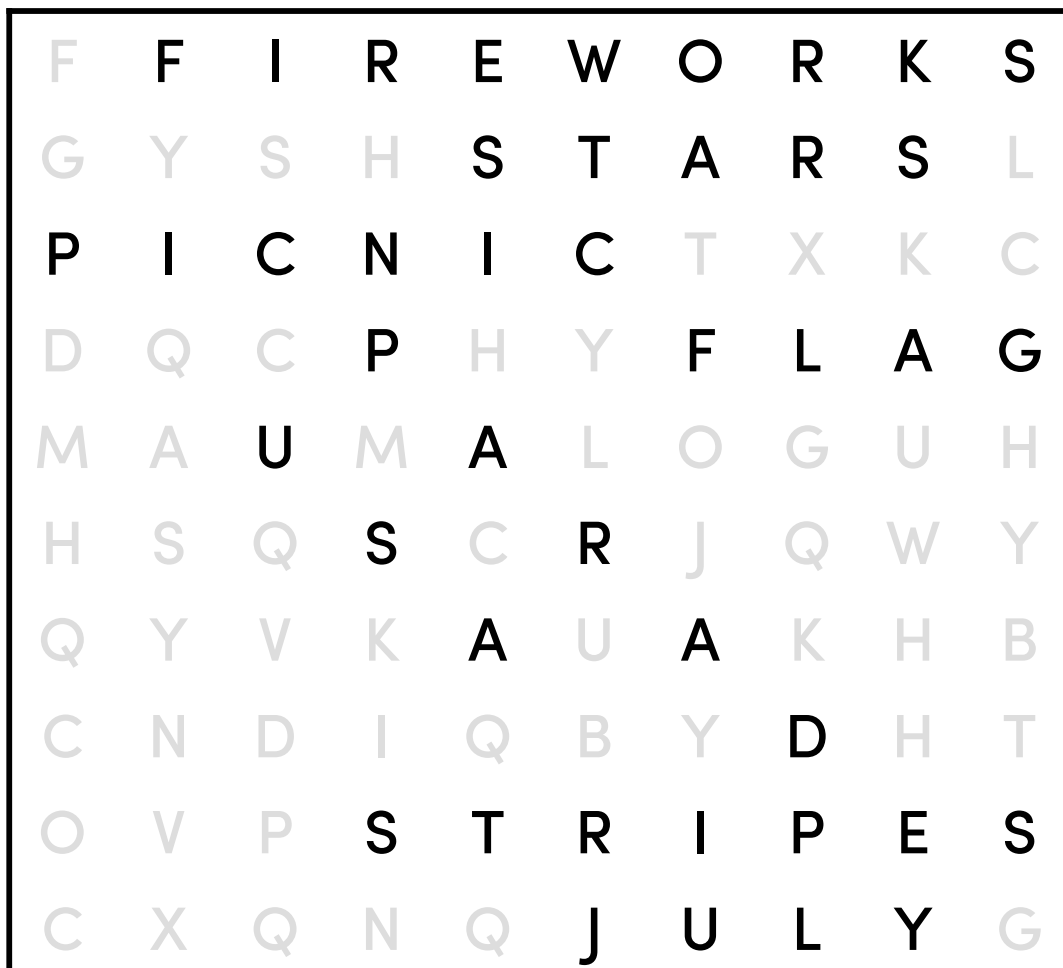 F F I R E W O R K S
G Y S H S T A R S L
P I C N I C T X K C
D Q C P H Y F L A G
M A U M A L O G U H
H S Q S C R J Q W Y
Q Y V K A U A K H B
C N D I Q B Y D H T
O V P S T R I P E S
C X Q N Q J U L Y G